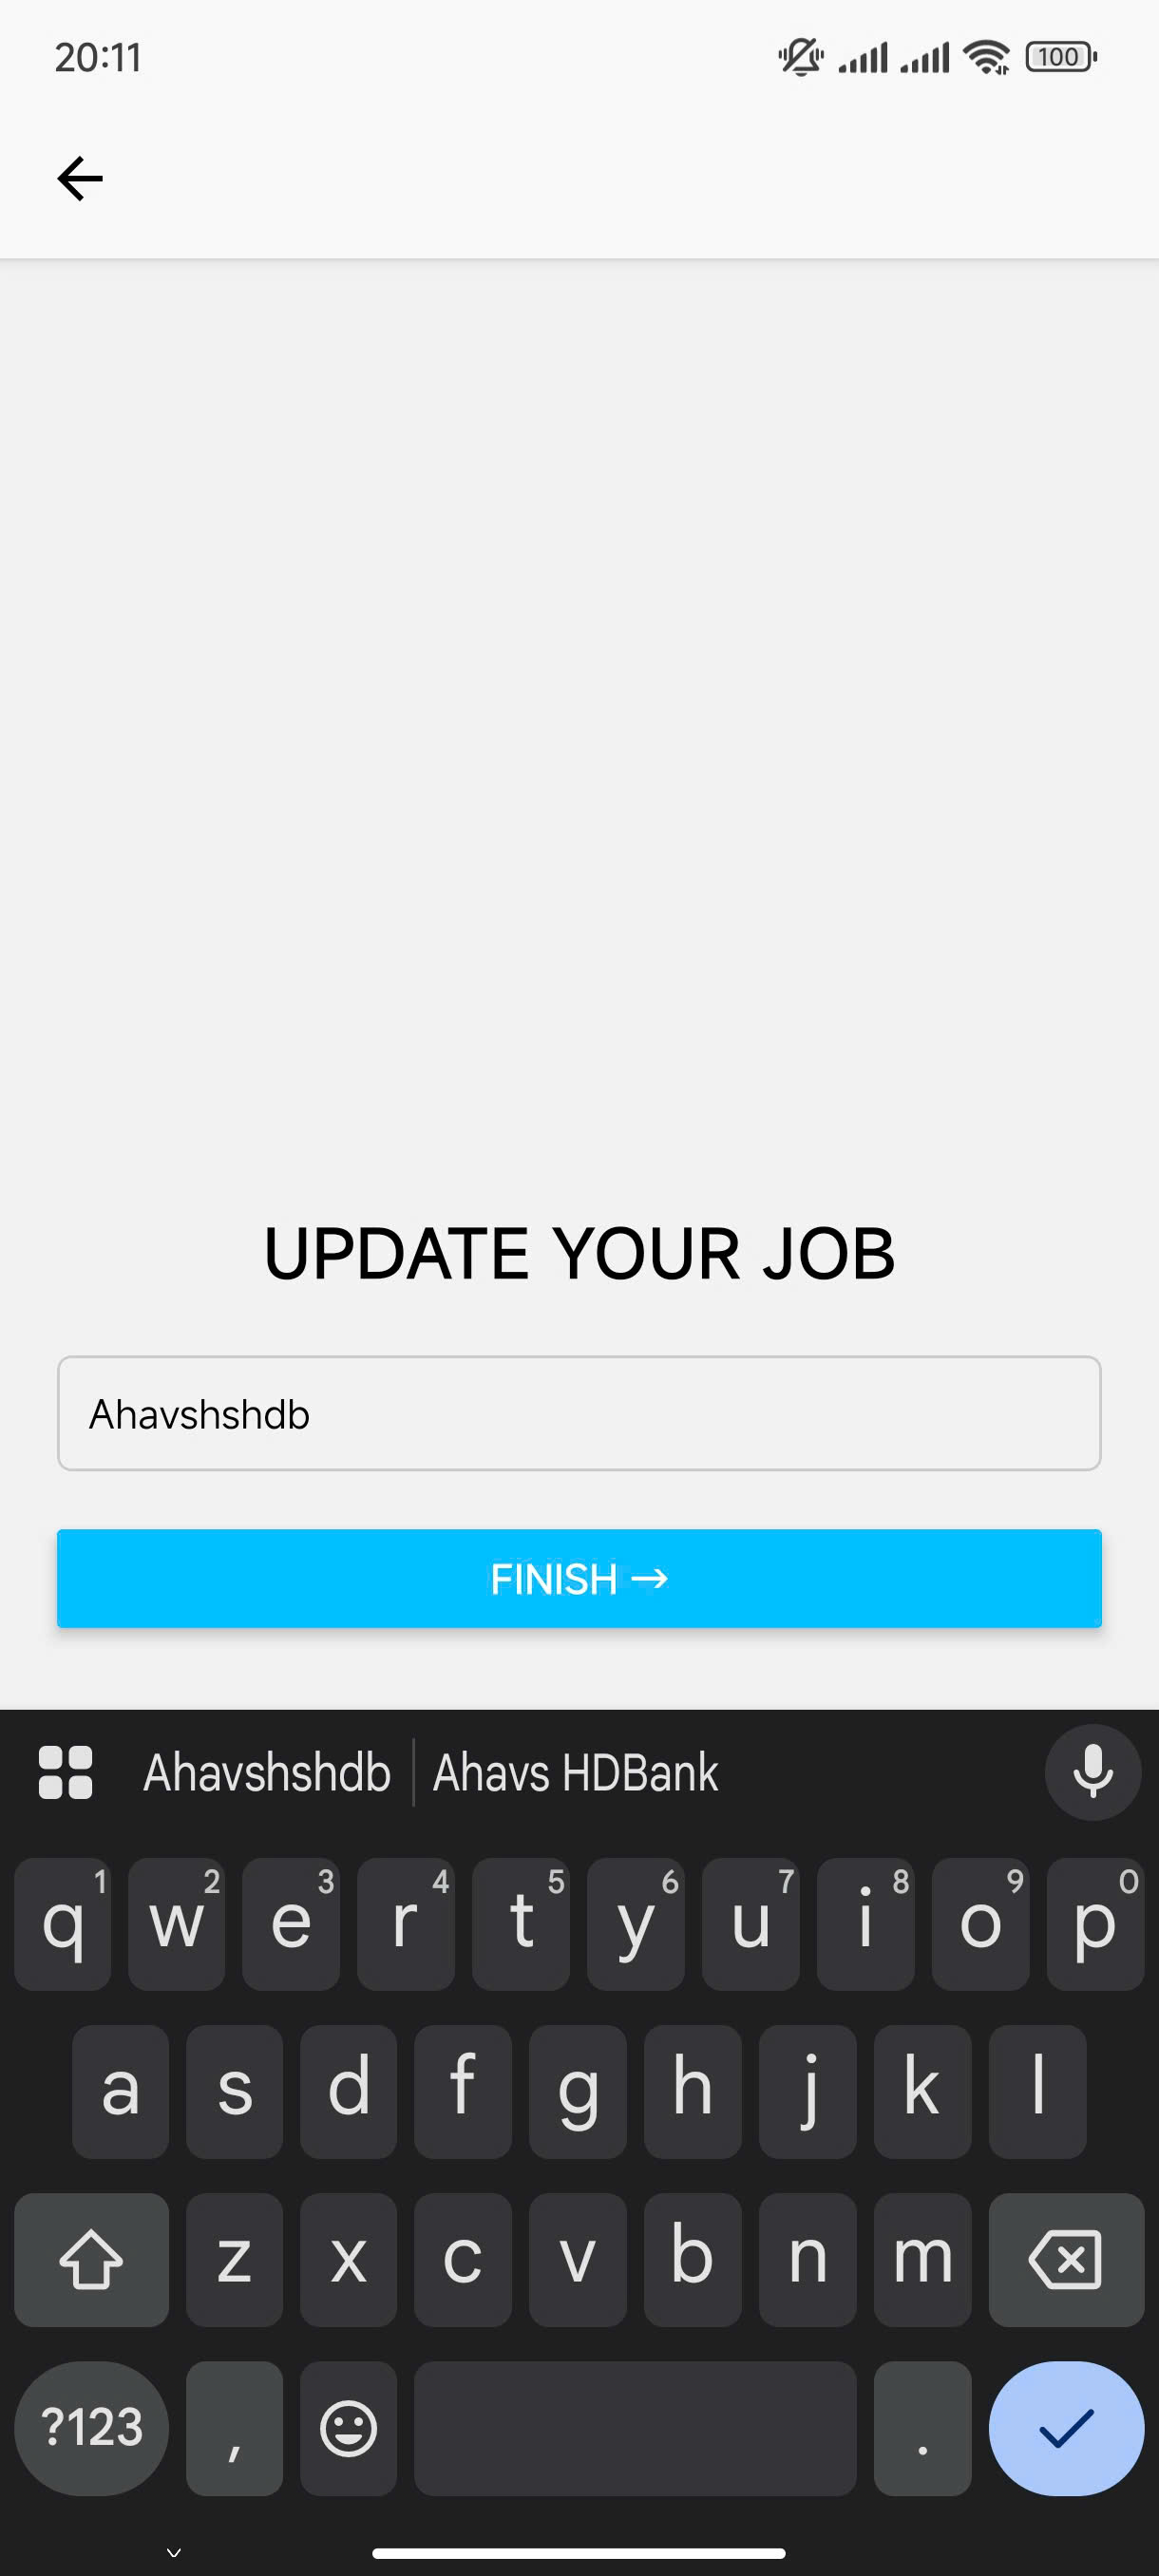 20:11
100
UPDATE YOUR JOB
Ahavshshdb
FINISH →
Ahavshshdb Ahavs HDBank
1 2 3 4 5 6 7 8 9 0
q w e r t y u i o p
a s d f g h j k l
z x c v b n m
?123 , .